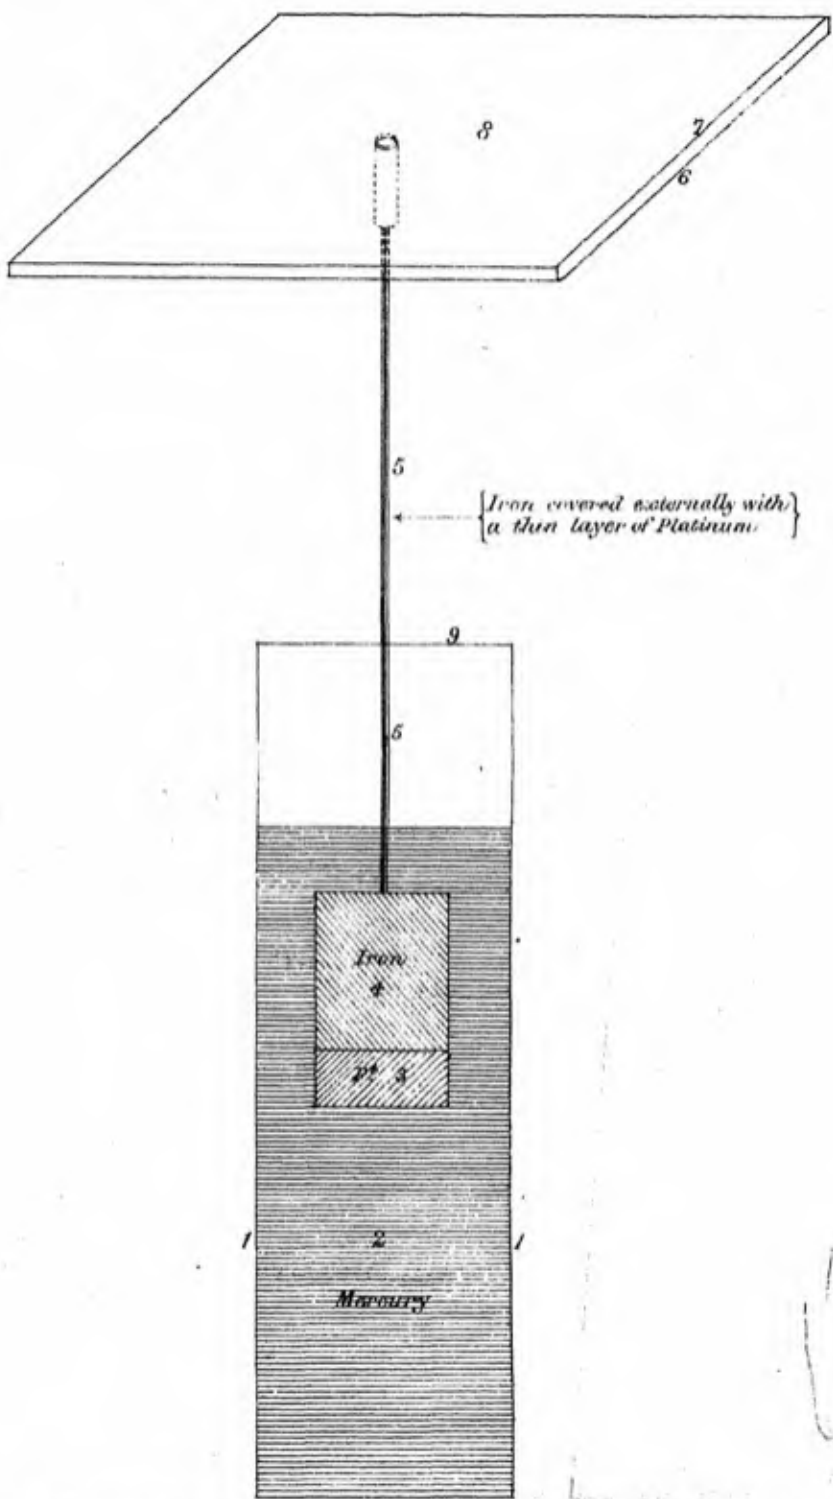 8
7
6
5
Iron covered externally with
a thin layer of Platinum
9
5
Iron
4
Pt 3
1 2 1
Mercury